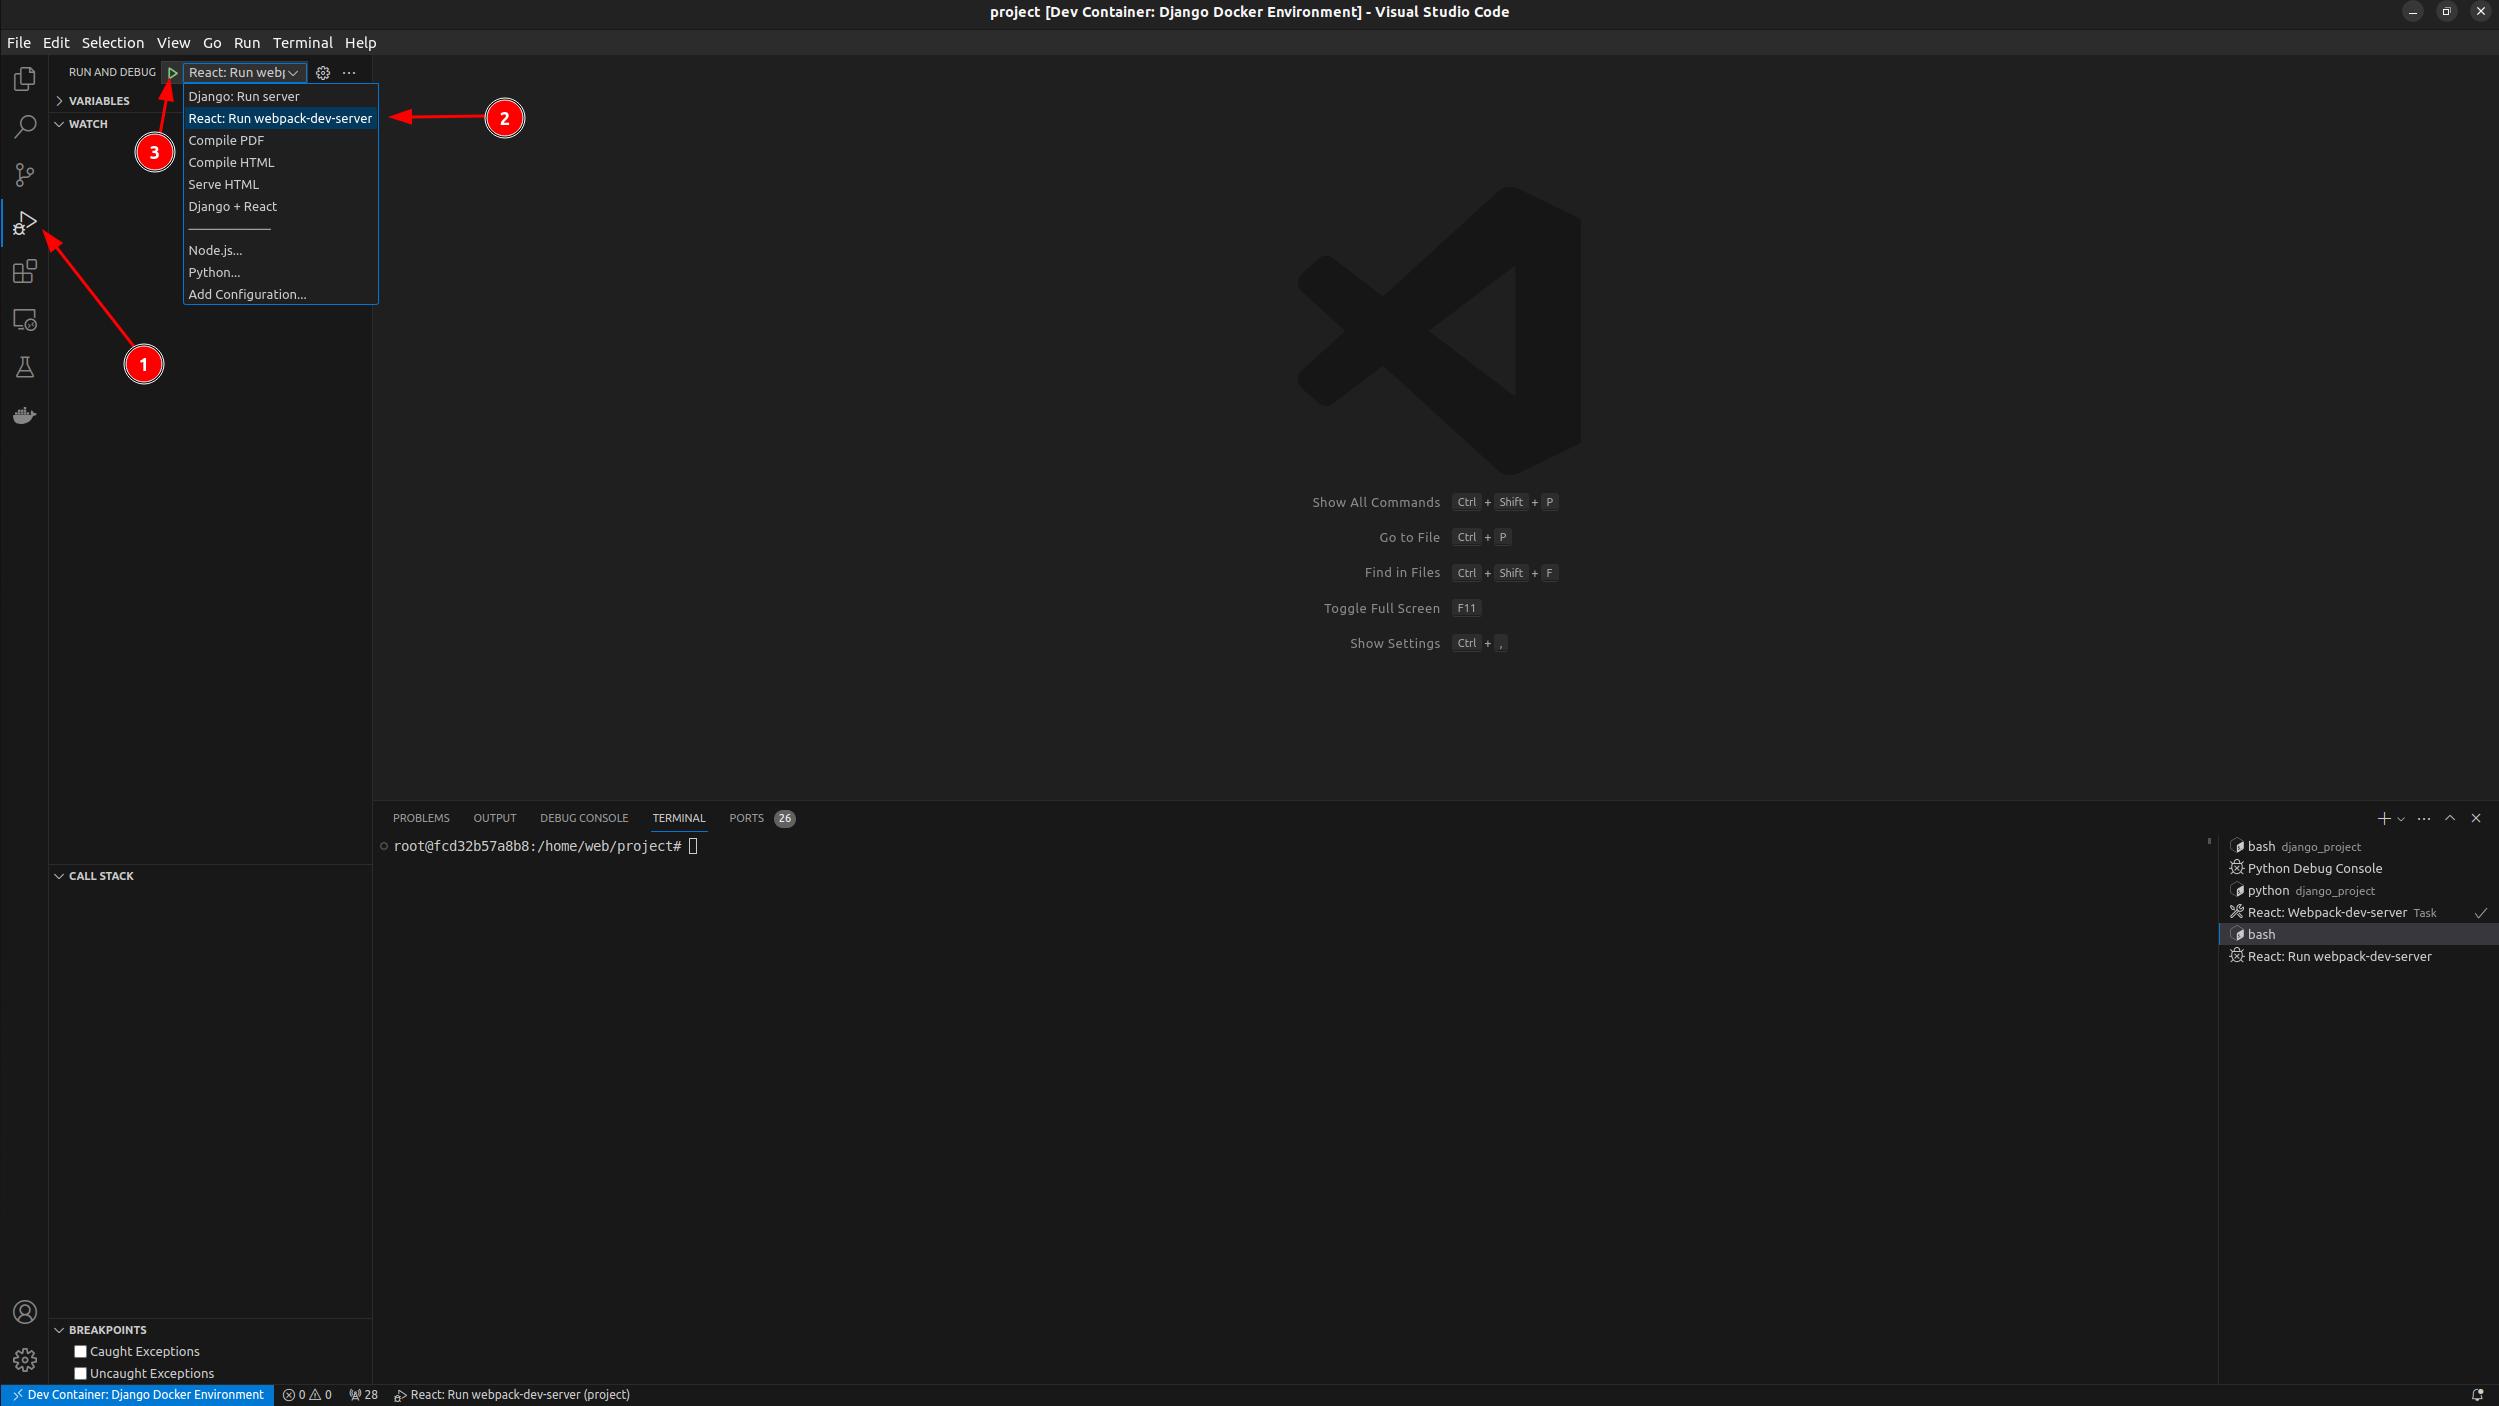 project [Dev Container: Django Docker Environment] - Visual Studio Code
File Edit Selection View Go Run Terminal Help
RUN AND DEBUG React: Run webp
VARIABLES
WATCH
Django: Run server
React: Run webpack-dev-server
Compile PDF
Compile HTML
Serve HTML
Django + React
Node.js...
Python...
Add Configuration...
1
2
3
Show All Commands Ctrl + Shift + P
Go to File Ctrl + P
Find in Files Ctrl + Shift + F
Toggle Full Screen F11
Show Settings Ctrl + ,
PROBLEMS OUTPUT DEBUG CONSOLE TERMINAL PORTS 26
root@fcd32b57a8b8:/home/web/project#
bash django_project
Python Debug Console
python django_project
React: Webpack-dev-server Task
bash
React: Run webpack-dev-server
CALL STACK
BREAKPOINTS
Caught Exceptions
Uncaught Exceptions
Dev Container: Django Docker Environment 0 0 28 React: Run webpack-dev-server (project)